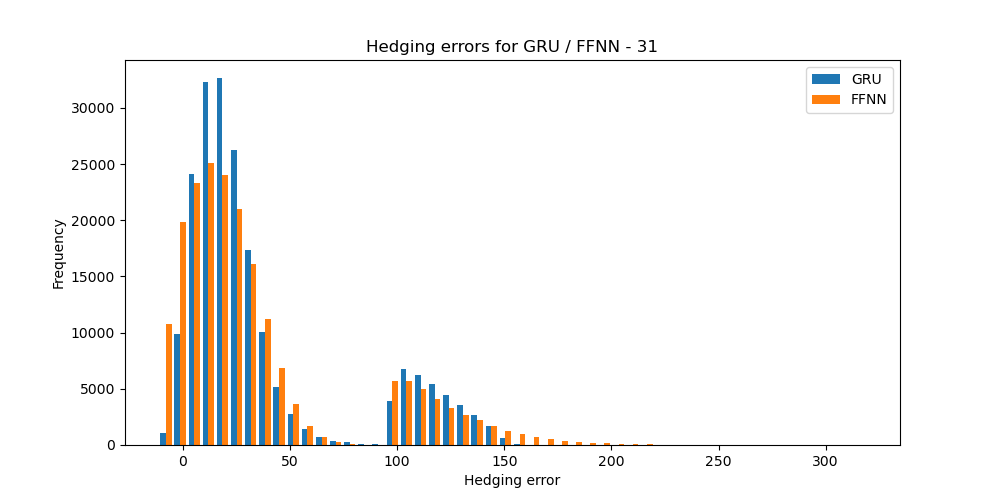 Hedging errors for GRU / FFNN - 31
GRU
FFNN
30000
25000
20000
15000
10000
5000
0
Frequency
0 50 100 150 200 250 300
Hedging error